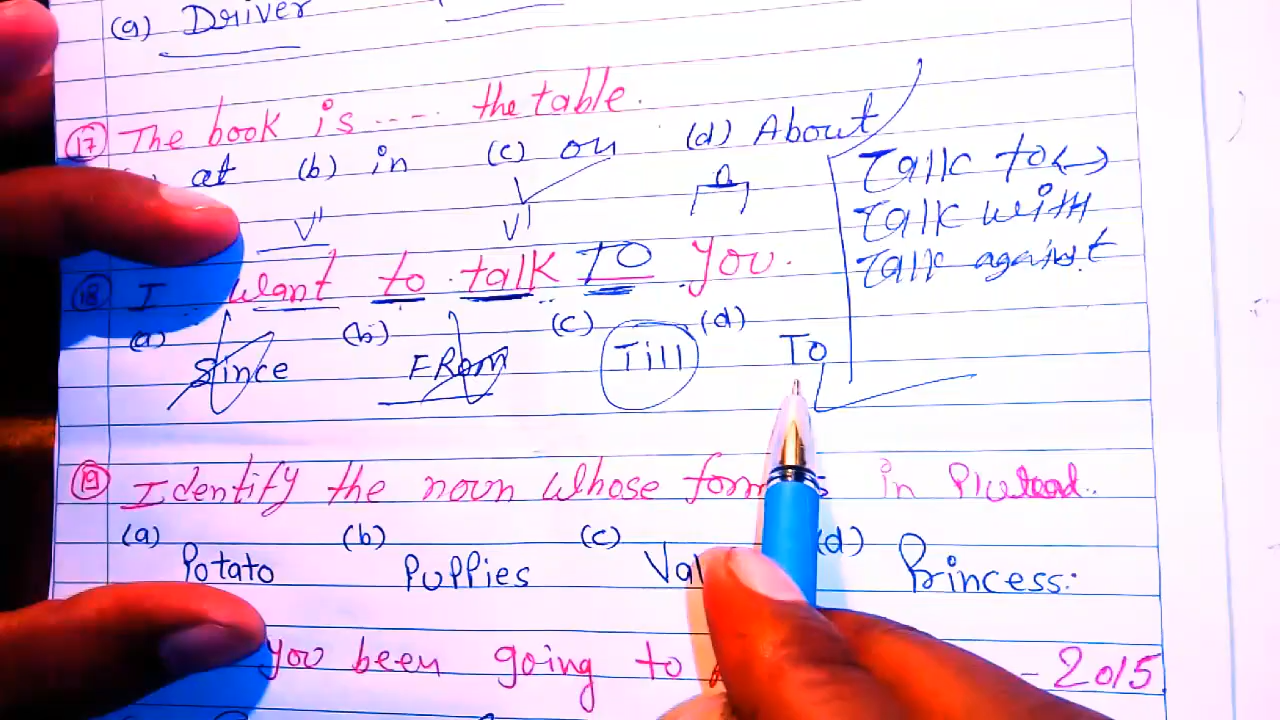 (a) Driver
(17) The book is .... the table.
at (b) in (c) on (d) About
Talk to
Talk with
Talk against
V' V'
(18) I want to talk TO you.
(a) Since (b) FRom (c) Till (d) To
(19) Identify the noun whose form in
(a) Potato (b) Puppies (c) (d) Princess:
you been going to - 2015